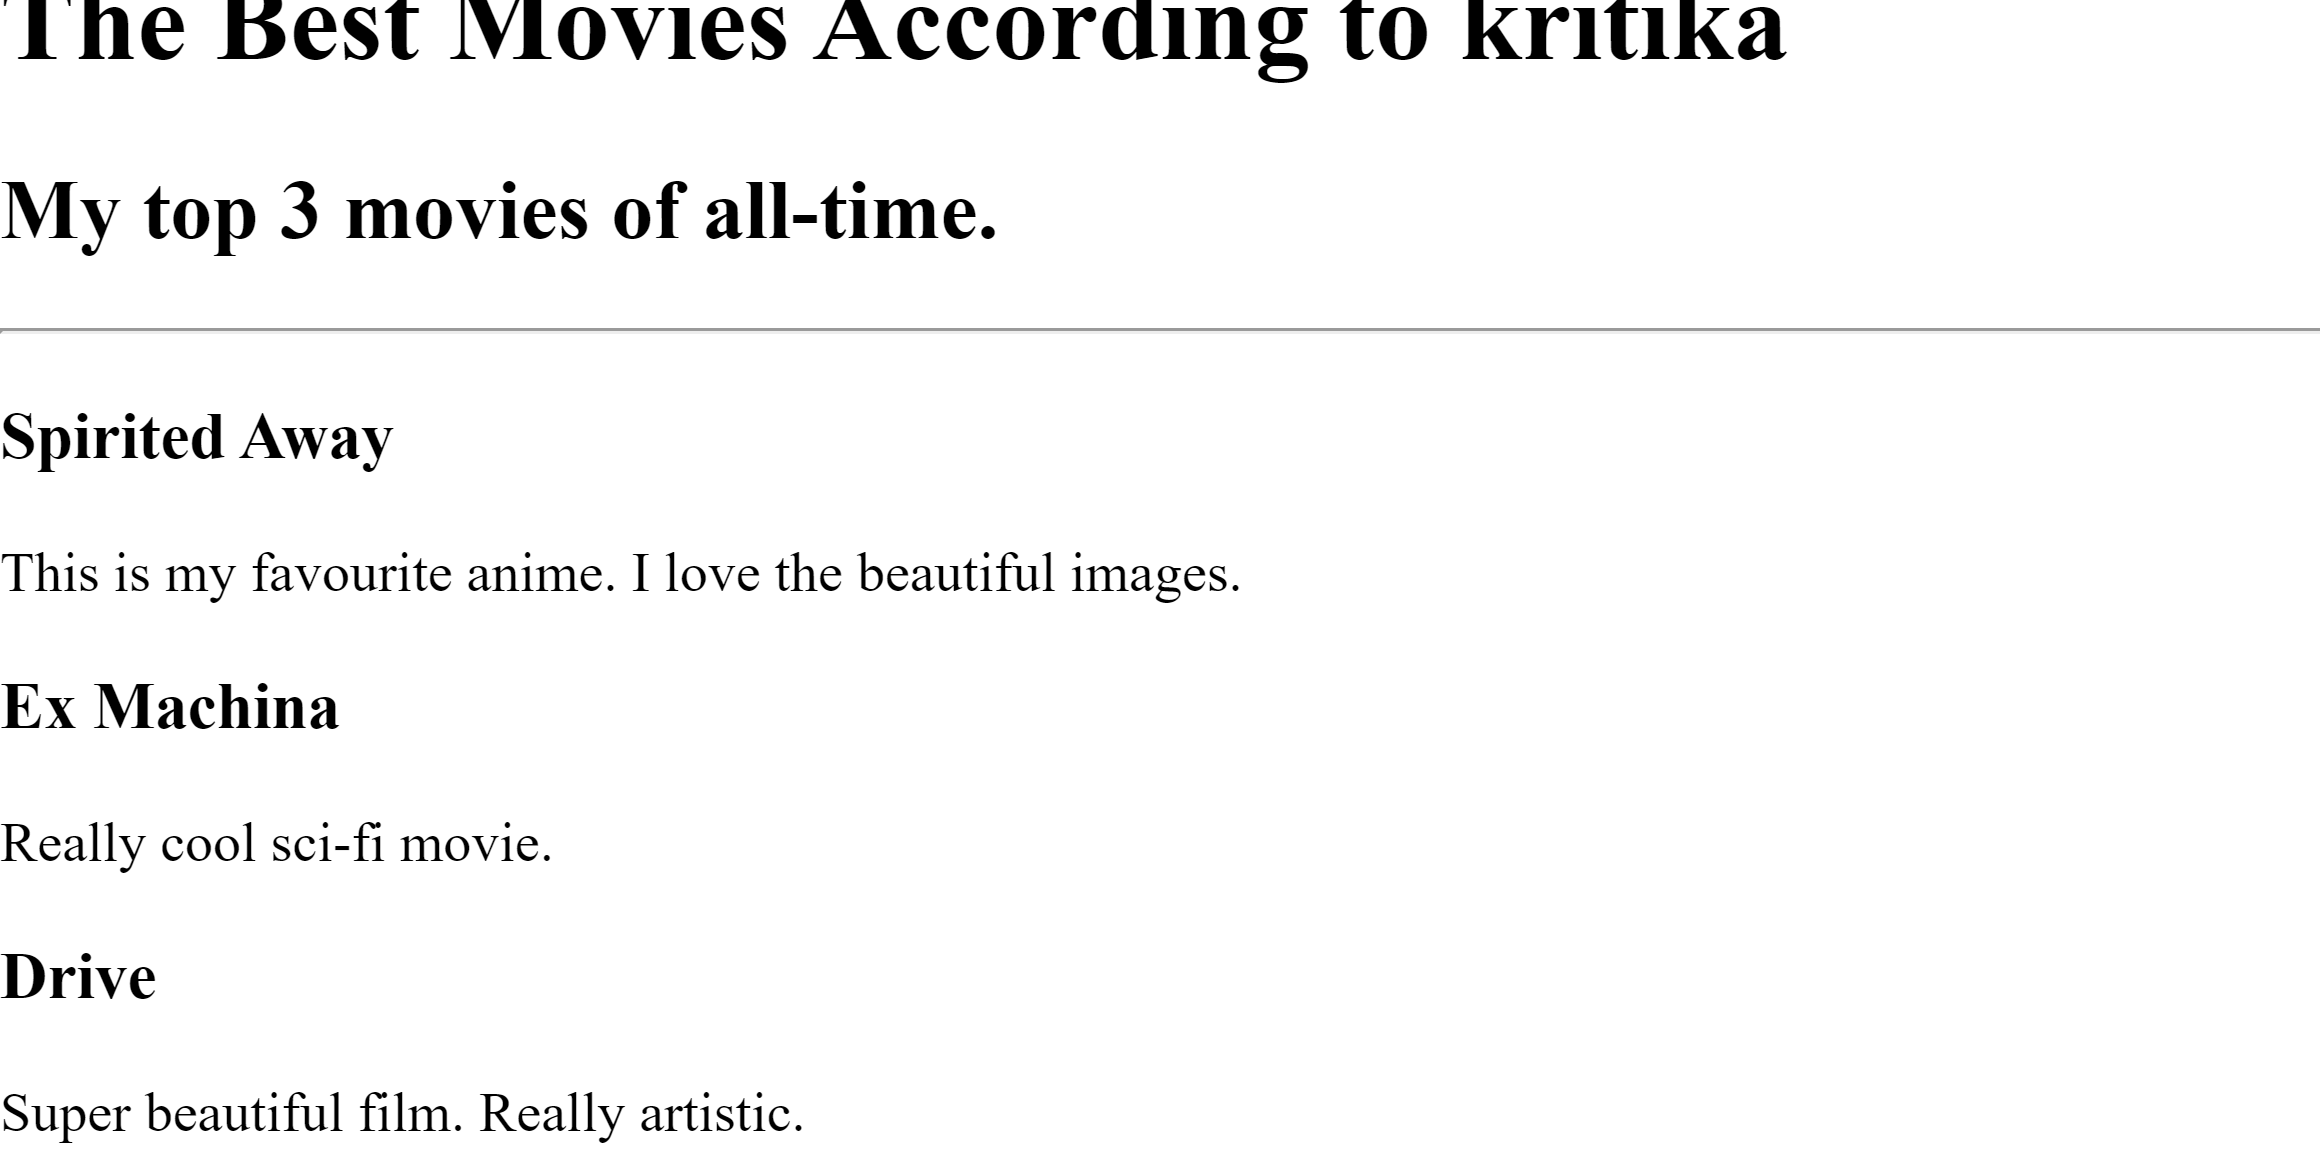 The Best Movies According to kritika
My top 3 movies of all-time.
Spirited Away
This is my favourite anime. I love the beautiful images.
Ex Machina
Really cool sci-fi movie.
Drive
Super beautiful film. Really artistic.